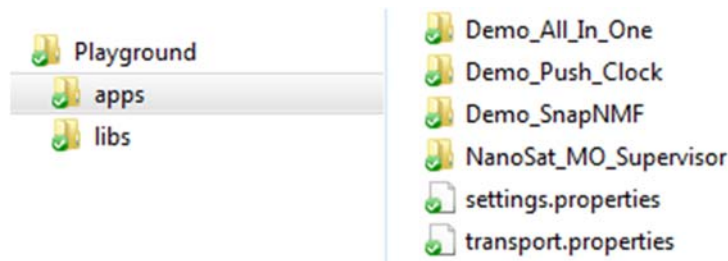 Playground
apps
libs
Demo_All_In_One
Demo_Push_Clock
Demo_SnapNMF
NanoSat_MO_Supervisor
settings.properties
transport.properties